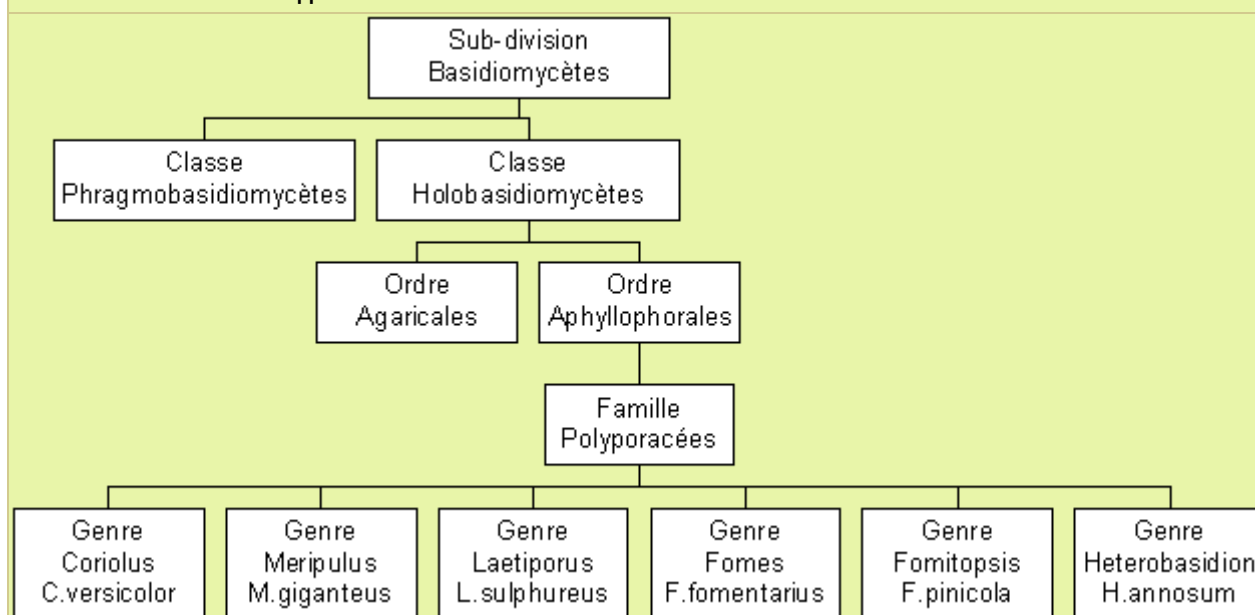 Sub-division
Basidiomycètes
Classe
Phragmobasidiomycètes
Classe
Holobasidiomycètes
Ordre
Agaricales
Ordre
Aphyllophorales
Famille
Polyporacées
Genre
Coriolus
C.versicolor
Genre
Meripulus
M.giganteus
Genre
Laetiporus
L.sulphureus
Genre
Fomes
F.fomentarius
Genre
Fomitopsis
F.pinicola
Genre
Heterobasidion
H.annosum